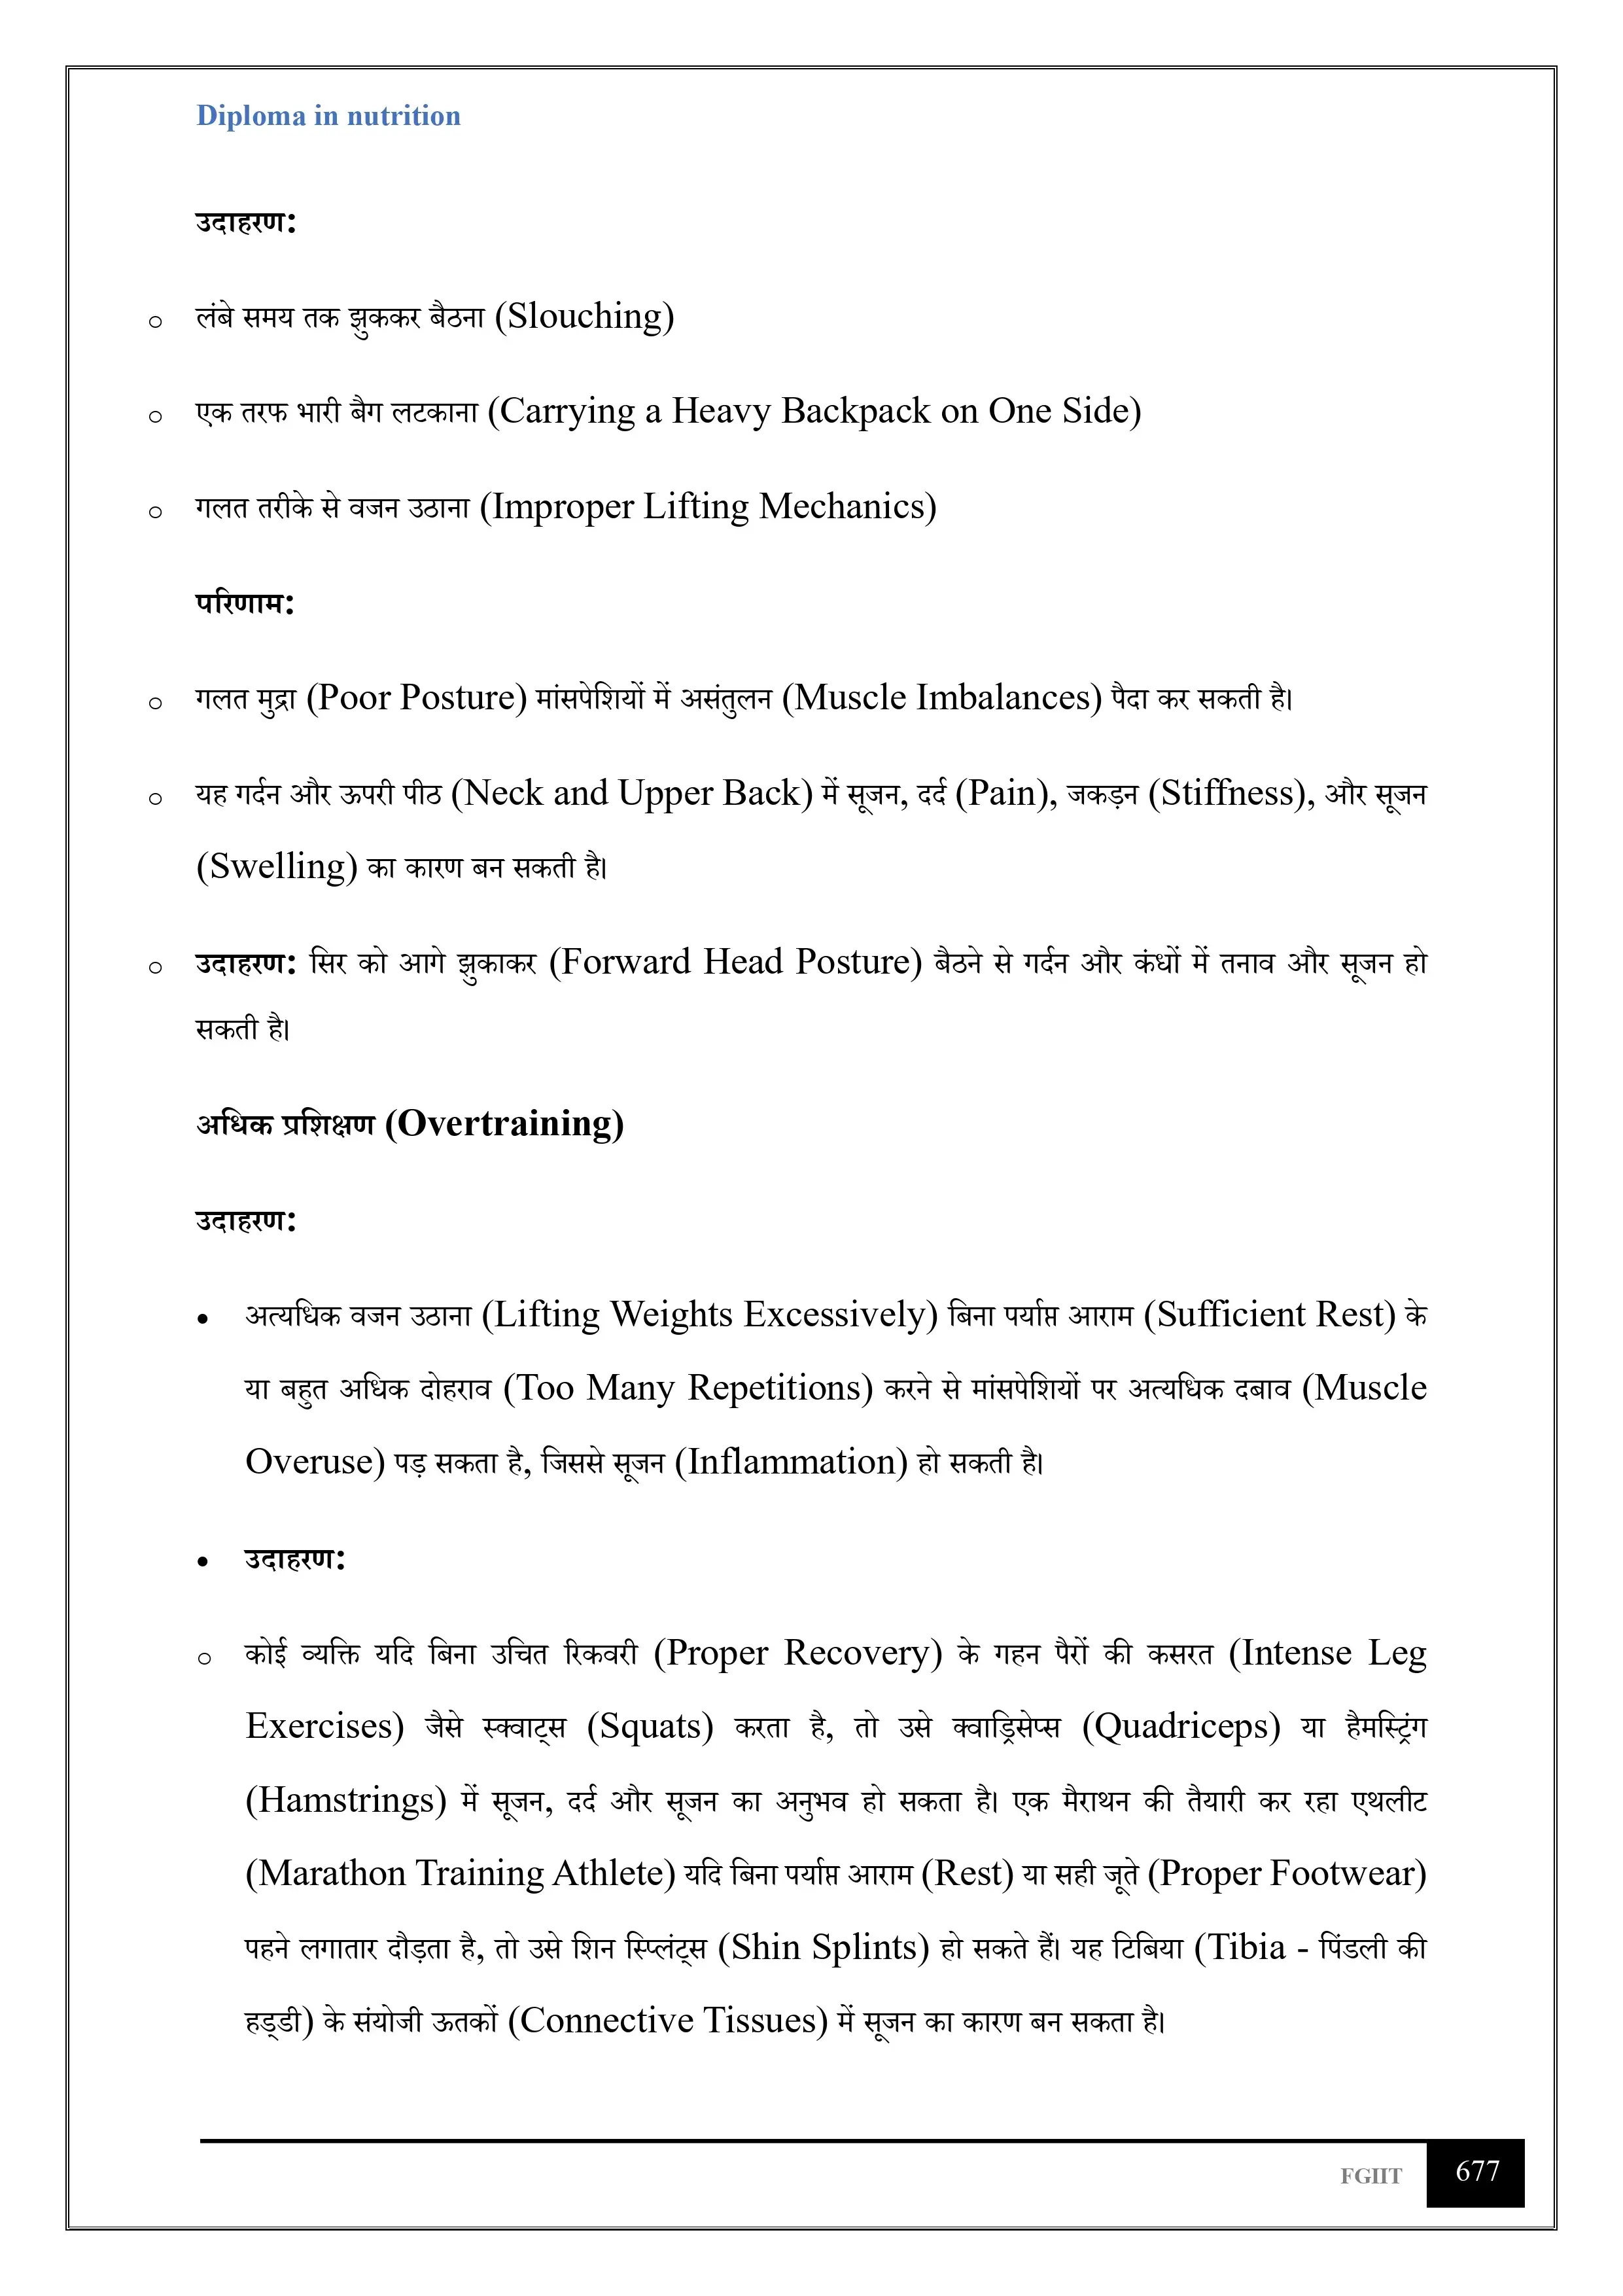 Diploma in nutrition
उदाहरण:
o लंबे समय तक झुककर बैठना (Slouching)
o एक तरफ भारी बैग लटकाना (Carrying a Heavy Backpack on One Side)
o गलत तरीके से वजन उठाना (Improper Lifting Mechanics)
परिणाम:
o गलत मुद्रा (Poor Posture) मांसपेशियों में असंतुलन (Muscle Imbalances) पैदा कर सकती है।
o यह गर्दन और ऊपरी पीठ (Neck and Upper Back) में सूजन, दर्द (Pain), जकड़न (Stiffness), और सूजन
(Swelling) का कारण बन सकती है।
o उदाहरण: सिर को आगे झुकाकर (Forward Head Posture) बैठने से गर्दन और कंधों में तनाव और सूजन हो
सकती है।
अधिक प्रशिक्षण (Overtraining)
उदाहरण:
• अत्यधिक वजन उठाना (Lifting Weights Excessively) बिना पर्याप्त आराम (Sufficient Rest) के
या बहुत अधिक दोहराव (Too Many Repetitions) करने से मांसपेशियों पर अत्यधिक दबाव (Muscle
Overuse) पड़ सकता है, जिससे सूजन (Inflammation) हो सकती है।
• उदाहरण:
o कोई व्यक्ति यदि बिना उचित रिकवरी (Proper Recovery) के गहन पैरों की कसरत (Intense Leg
Exercises) जैसे स्क्वाट्स (Squats) करता है, तो उसे क्वाड्रिसेप्स (Quadriceps) या हैमस्ट्रिंग
(Hamstrings) में सूजन, दर्द और सूजन का अनुभव हो सकता है। एक मैराथन की तैयारी कर रहा एथलीट
(Marathon Training Athlete) यदि बिना पर्याप्त आराम (Rest) या सही जूते (Proper Footwear)
पहने लगातार दौड़ता है, तो उसे शिन स्प्लिंट्स (Shin Splints) हो सकते हैं। यह टिबिया (Tibia - पिंडली की
हड्डी) के संयोजी ऊतकों (Connective Tissues) में सूजन का कारण बन सकता है।
FGIIT 677